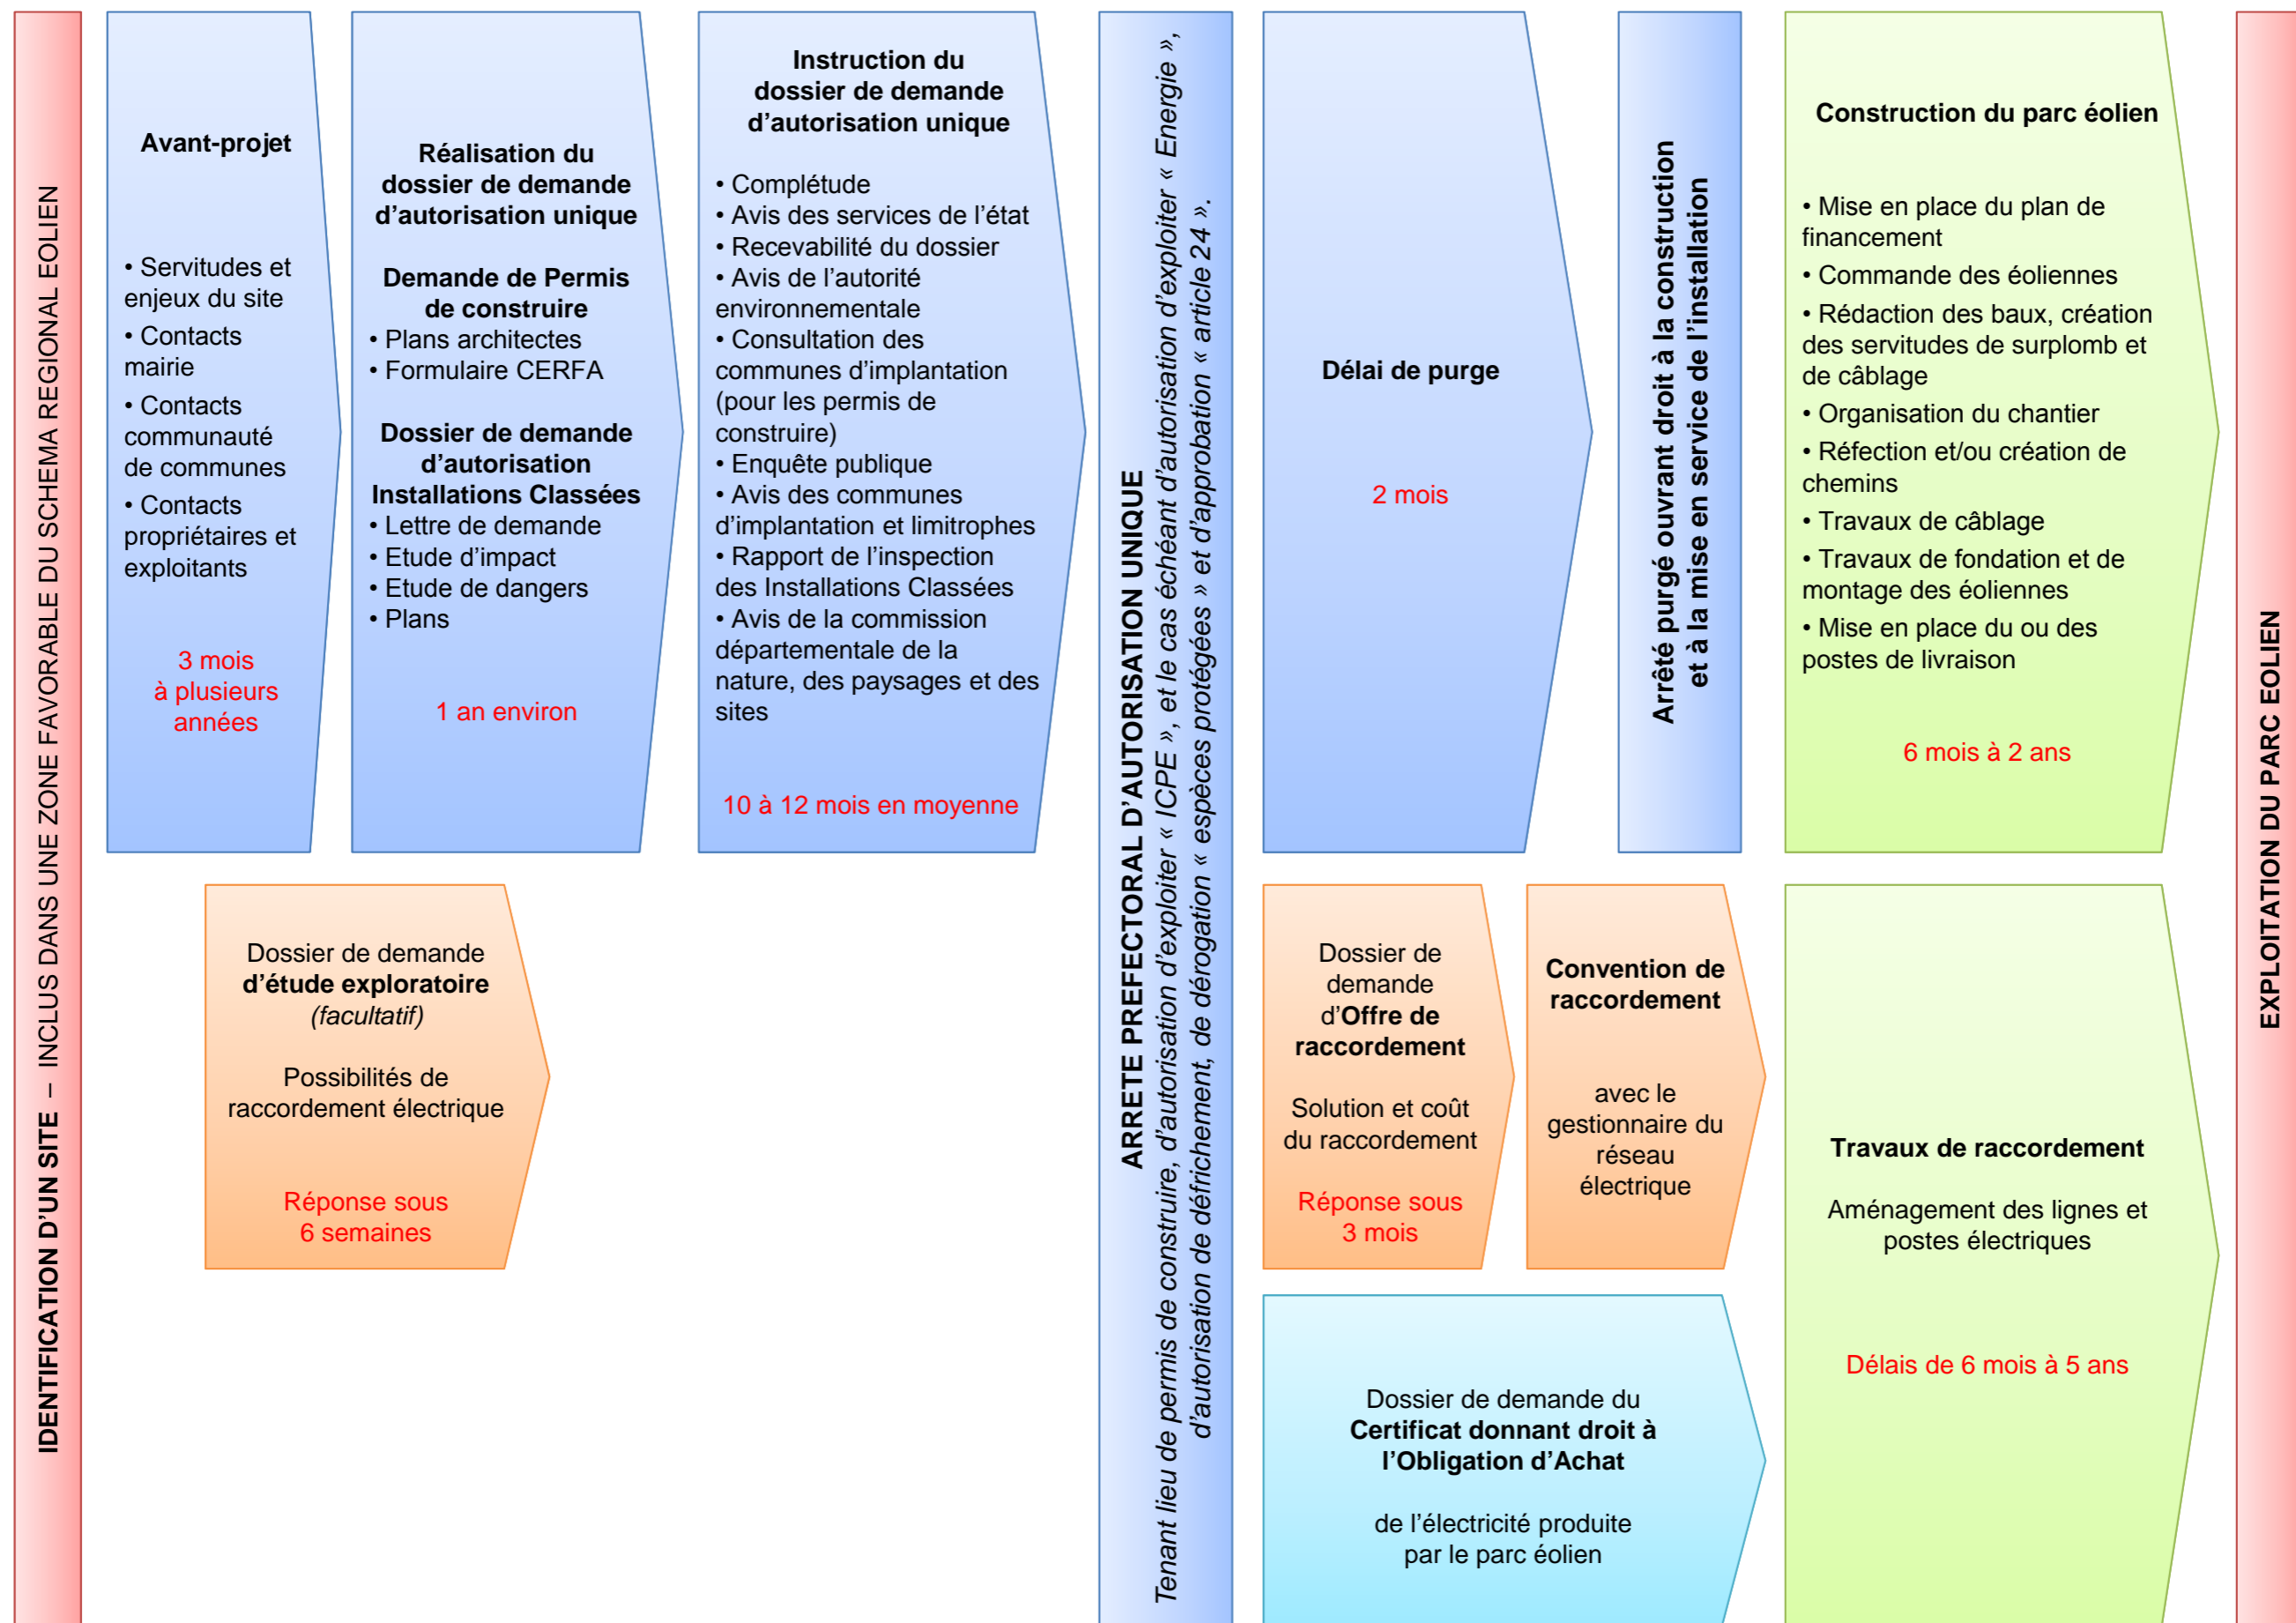 IDENTIFICATION D’UN SITE – INCLUS DANS UNE ZONE FAVORABLE DU SCHEMA REGIONAL EOLIEN
Avant-projet
• Servitudes et
enjeux du site
• Contacts
mairie
• Contacts
communauté
de communes
• Contacts
propriétaires et
exploitants
3 mois
à plusieurs
années
Réalisation du
dossier de demande
d’autorisation unique
Demande de Permis
de construire
• Plans architectes
• Formulaire CERFA
Dossier de demande
d’autorisation
Installations Classées
• Lettre de demande
• Etude d’impact
• Etude de dangers
• Plans
1 an environ
Instruction du
dossier de demande
d’autorisation unique
• Complétude
• Avis des services de l’état
• Recevabilité du dossier
• Avis de l’autorité
environnementale
• Consultation des
communes d’implantation
(pour les permis de
construire)
• Enquête publique
• Avis des communes
d’implantation et limitrophes
• Rapport de l’inspection
des Installations Classées
• Avis de la commission
départementale de la
nature, des paysages et des
sites
10 à 12 mois en moyenne
Dossier de demande
d’étude exploratoire
(facultatif)
Possibilités de
raccordement électrique
Réponse sous
6 semaines
ARRETE PREFECTORAL D’AUTORISATION UNIQUE
Tenant lieu de permis de construire, d’autorisation d’exploiter « ICPE », et le cas échéant d’autorisation d’exploiter « Energie »,
d’autorisation de défrichement, de dérogation « espèces protégées » et d’approbation « article 24 ».
Délai de purge
2 mois
Arrêté purgé ouvrant droit à la construction
et à la mise en service de l’installation
Dossier de
demande
d’Offre de
raccordement
Solution et coût
du raccordement
Réponse sous
3 mois
Convention de
raccordement
avec le
gestionnaire du
réseau
électrique
Dossier de demande du
Certificat donnant droit à
l’Obligation d’Achat
de l’électricité produite
par le parc éolien
Construction du parc éolien
• Mise en place du plan de
financement
• Commande des éoliennes
• Rédaction des baux, création
des servitudes de surplomb et
de câblage
• Organisation du chantier
• Réfection et/ou création de
chemins
• Travaux de câblage
• Travaux de fondation et de
montage des éoliennes
• Mise en place du ou des
postes de livraison
6 mois à 2 ans
Travaux de raccordement
Aménagement des lignes et
postes électriques
Délais de 6 mois à 5 ans
EXPLOITATION DU PARC EOLIEN